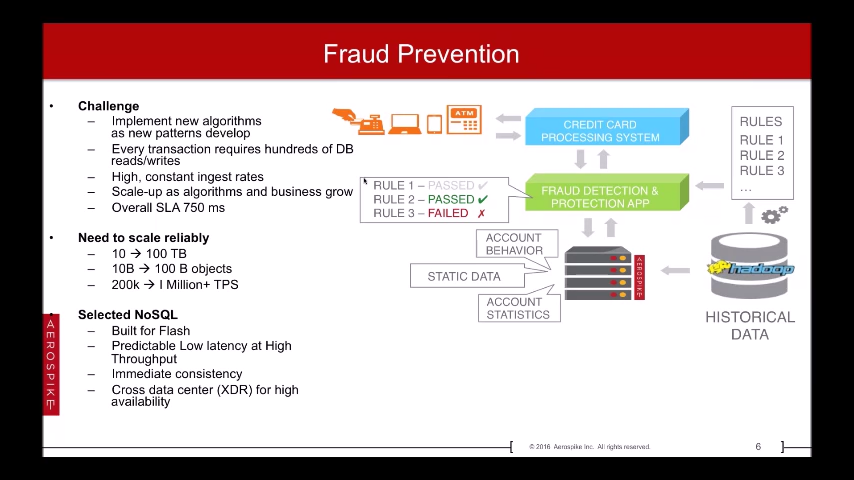 Fraud Prevention
• Challenge
– Implement new algorithms
as new patterns develop
– Every transaction requires hundreds of DB
reads/writes
– High, constant ingest rates
– Scale-up as algorithms and business grow
– Overall SLA 750 ms
• Need to scale reliably
– 10 → 100 TB
– 10B → 100 B objects
– 200k → I Million+ TPS
• Selected NoSQL
– Built for Flash
– Predictable Low latency at High
Throughput
– Immediate consistency
– Cross data center (XDR) for high
availability
AEROSPIKE
ATM
CREDIT CARD
PROCESSING SYSTEM
RULES
RULE 1
RULE 2
RULE 3
...
RULE 1 – PASSED ✓
RULE 2 – PASSED ✓
RULE 3 – FAILED ✗
FRAUD DETECTION &
PROTECTION APP
ACCOUNT
BEHAVIOR
STATIC DATA
ACCOUNT
STATISTICS
AEROSPIKE
hadoop
HISTORICAL
DATA
© 2016 Aerospike Inc. All rights reserved.
6